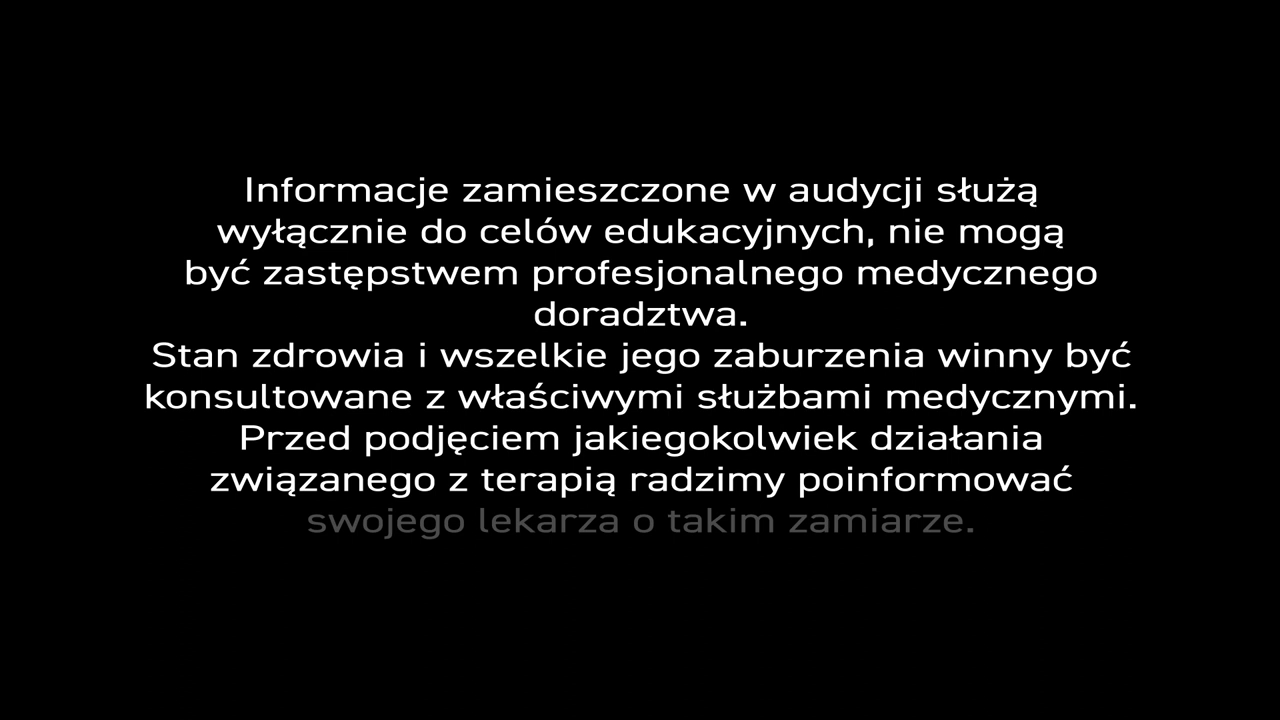 Informacje zamieszczone w audycji służą
wyłącznie do celów edukacyjnych, nie mogą
być zastępstwem profesjonalnego medycznego
doradztwa.
Stan zdrowia i wszelkie jego zaburzenia winny być
konsultowane z właściwymi służbami medycznymi.
Przed podjęciem jakiegokolwiek działania
związanego z terapią radzimy poinformować
swojego lekarza o takim zamiarze.